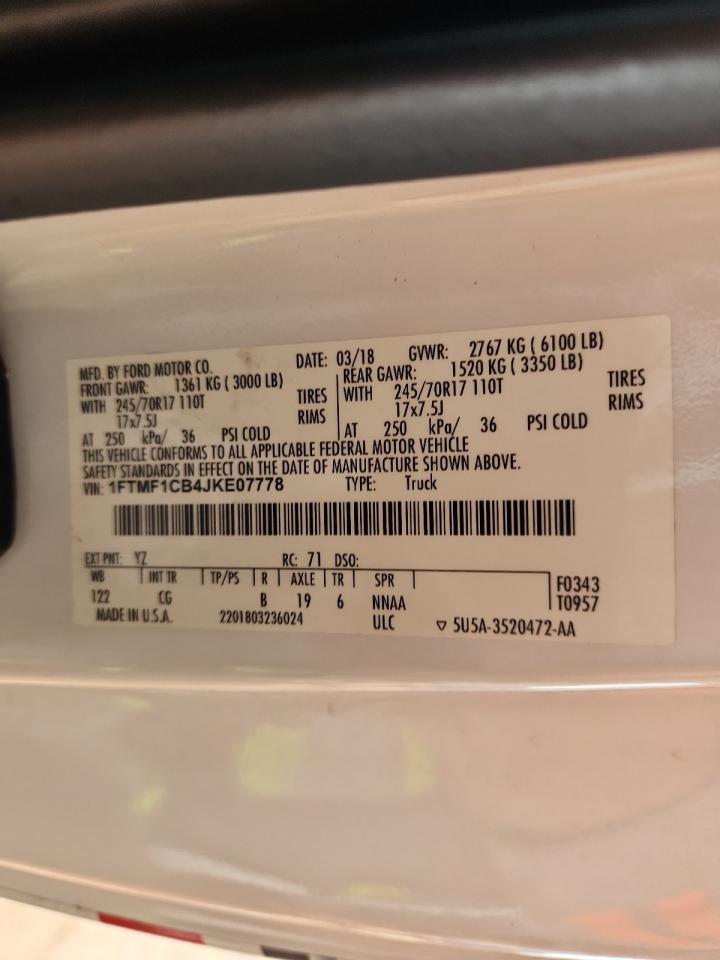 MFD. BY FORD MOTOR CO. DATE: 03/18 GVWR: 2767 KG ( 6100 LB)
FRONT GAWR: 1361 KG ( 3000 LB) REAR GAWR: 1520 KG ( 3350 LB)
WITH 245/70R17 110T TIRES WITH 245/70R17 110T TIRES
17x7.5J RIMS 17x7.5J RIMS
AT 250 kPa/ 36 PSI COLD AT 250 kPa/ 36 PSI COLD
THIS VEHICLE CONFORMS TO ALL APPLICABLE FEDERAL MOTOR VEHICLE
SAFETY STANDARDS IN EFFECT ON THE DATE OF MANUFACTURE SHOWN ABOVE.
VIN: 1FTMF1CB4JKE07778 TYPE: Truck
EXT PNT: YZ RC: 71 DSO:
WB INT TR TP/PS R AXLE TR SPR F0343
122 CG B 19 6 NNAA T0957
MADE IN U.S.A. 2201803236024 ULC ▽ 5U5A-3520472-AA